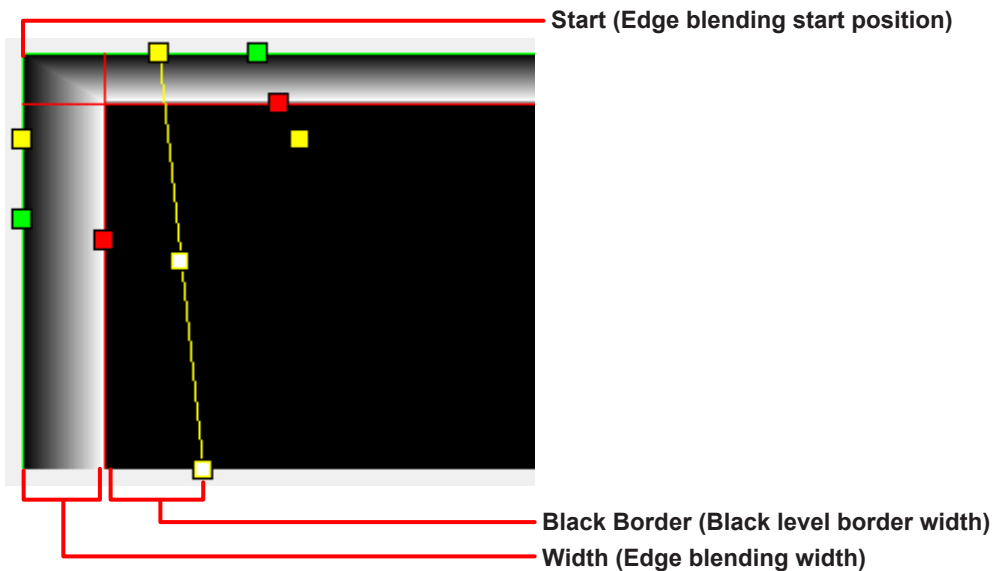 Start (Edge blending start position)
Black Border (Black level border width)
Width (Edge blending width)